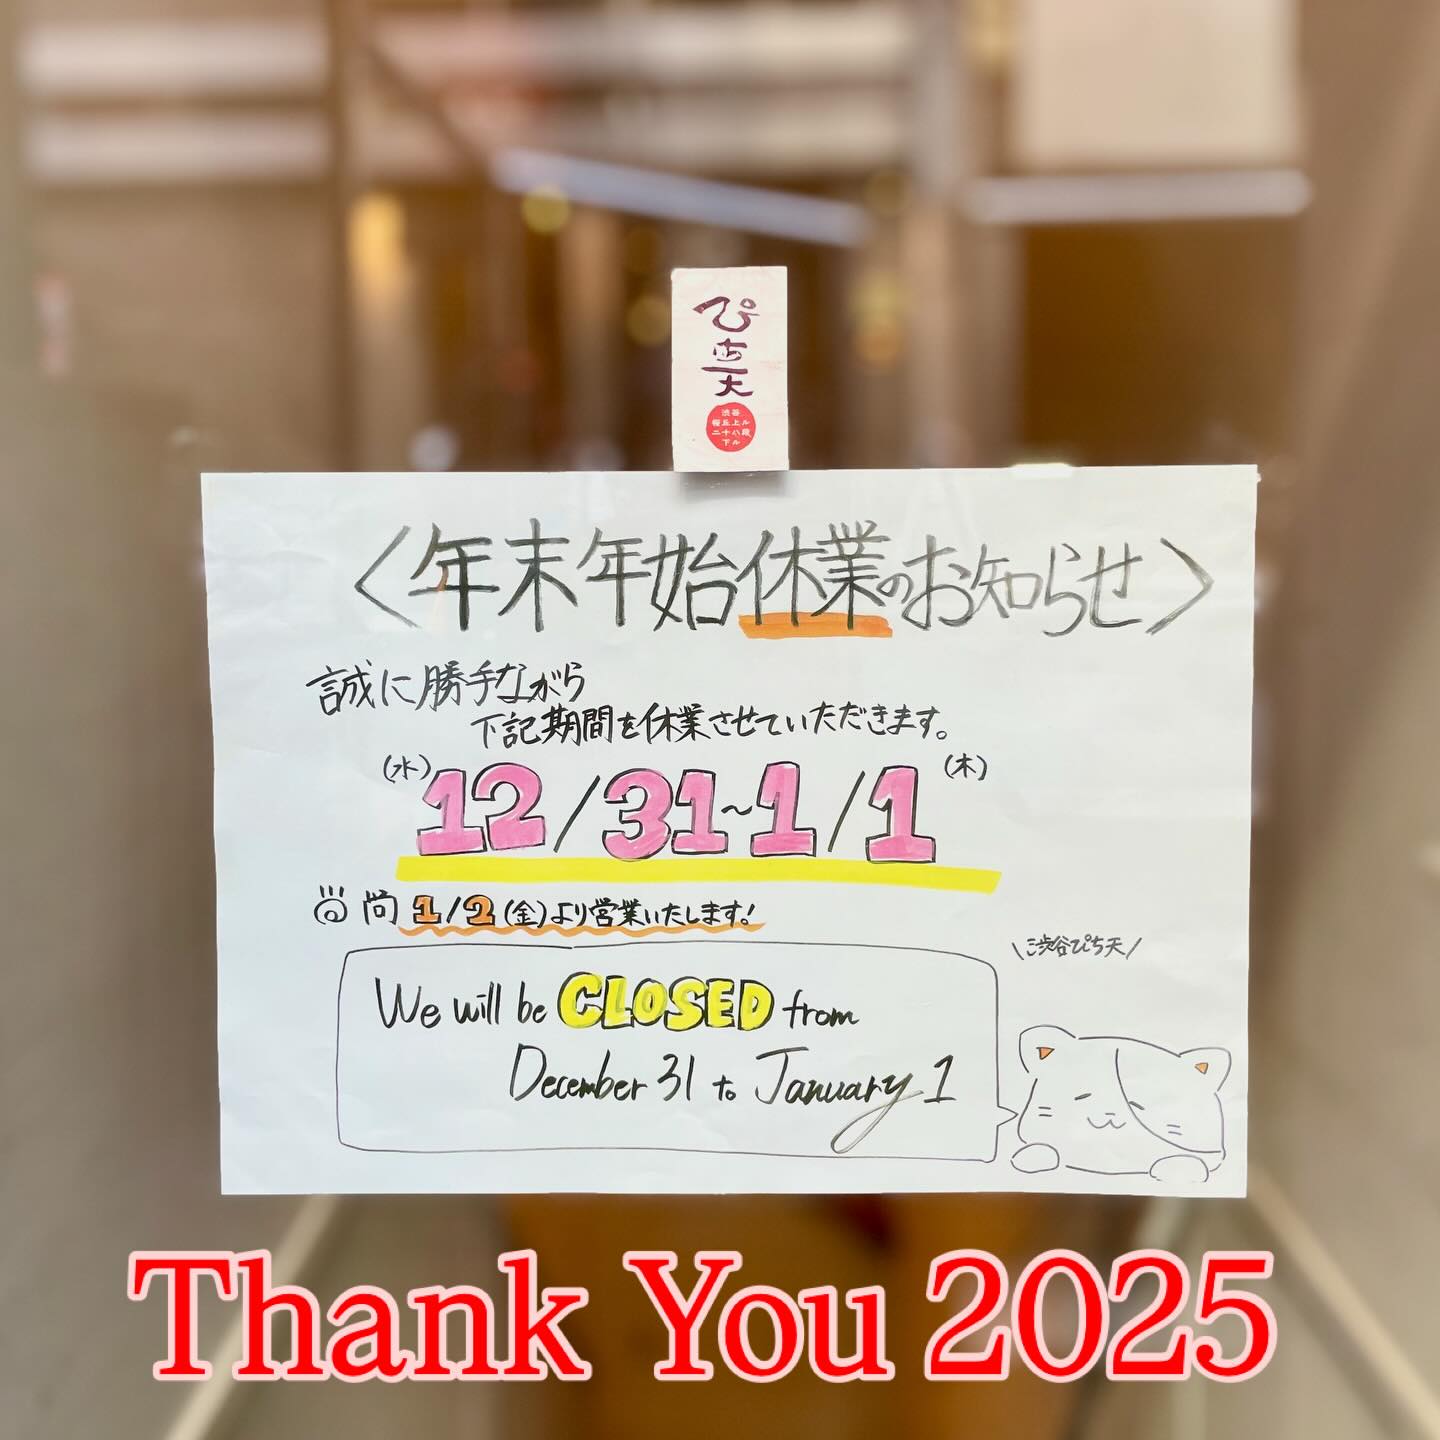 ぴち天
渋谷
桜丘上ル
二十八段
下ル
〈年末年始休業のお知らせ〉
誠に勝手ながら
下記期間を休業させていただきます。
(水)12/31~1/1(木)
尚 1/2(金)より営業いたします!
\渋谷ぴち天/
We will be CLOSED from
December 31 to January 1
Thank You 2025